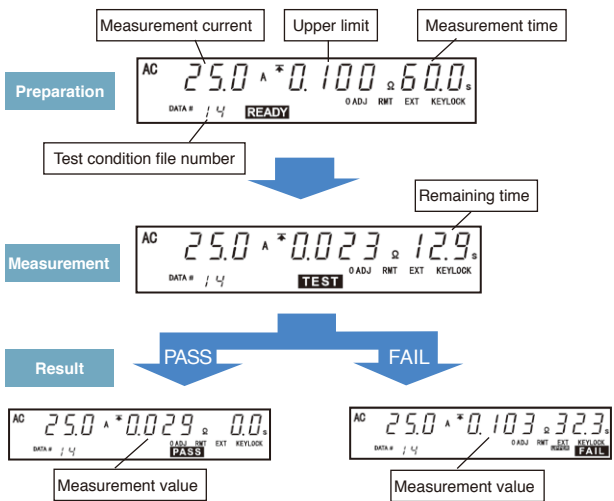 Measurement current
Upper limit
Measurement time
Preparation
AC 25.0 A 0.100 Ω 60.0 s
0 ADJ RMT EXT KEYLOCK
DATA # 14 READY
Test condition file number
Remaining time
Measurement
AC 25.0 A 0.023 Ω 12.9 s
0 ADJ RMT EXT KEYLOCK
DATA # 14 TEST
Result
PASS
FAIL
AC 25.0 A 0.029 Ω 0.0 s
0 ADJ RMT EXT KEYLOCK
DATA # 14 PASS
Measurement value
AC 25.0 A 0.103 Ω 32.3 s
0 ADJ RMT EXT KEYLOCK
DATA # 14 UPPER FAIL
Measurement value